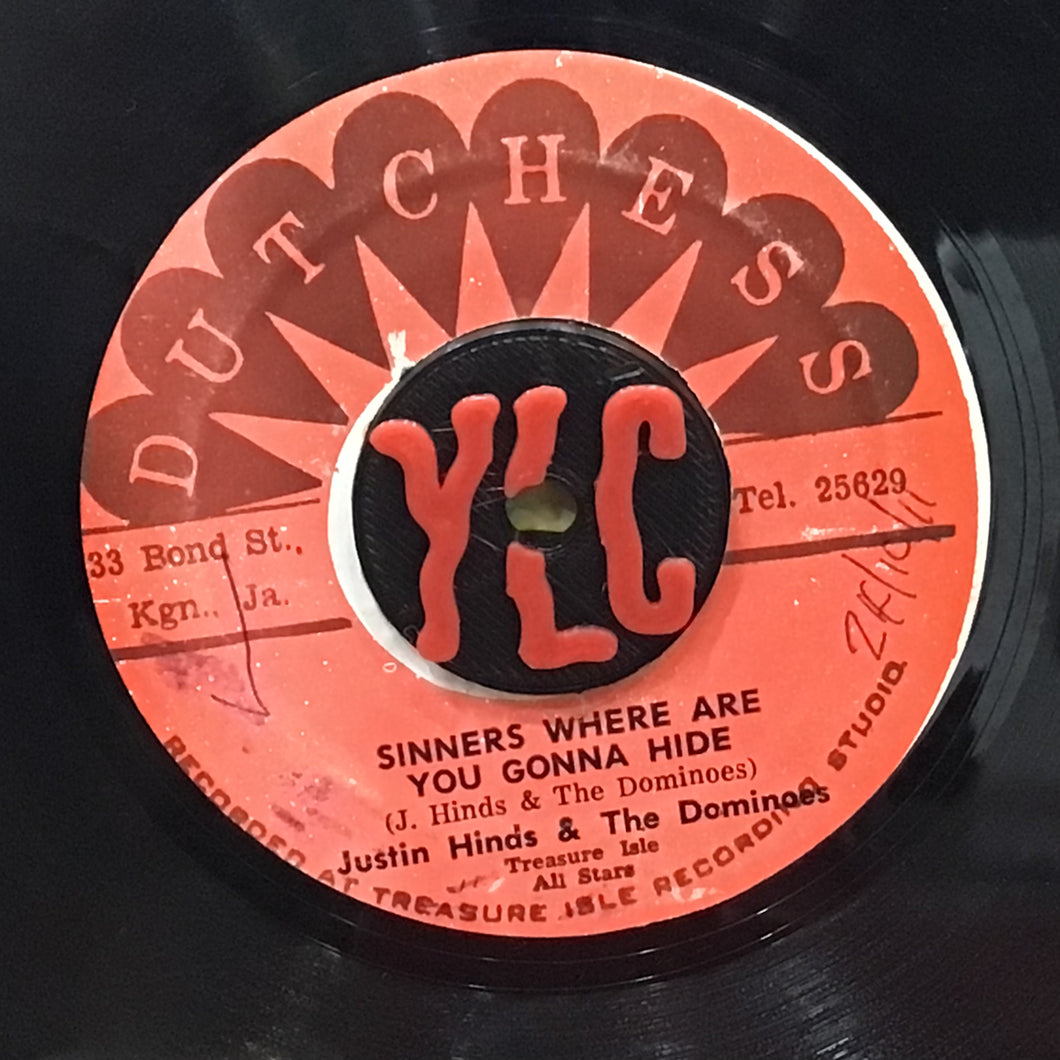 DUTCHESS
33 Bond St.,
Kgn., Ja.
Tel. 25629
YLC
SINNERS WHERE ARE
YOU GONNA HIDE
(J. Hinds & The Dominoes)
Justin Hinds & The Dominoes
Treasure Isle
All Stars
RECORDED AT TREASURE ISLE RECORDING STUDIO.